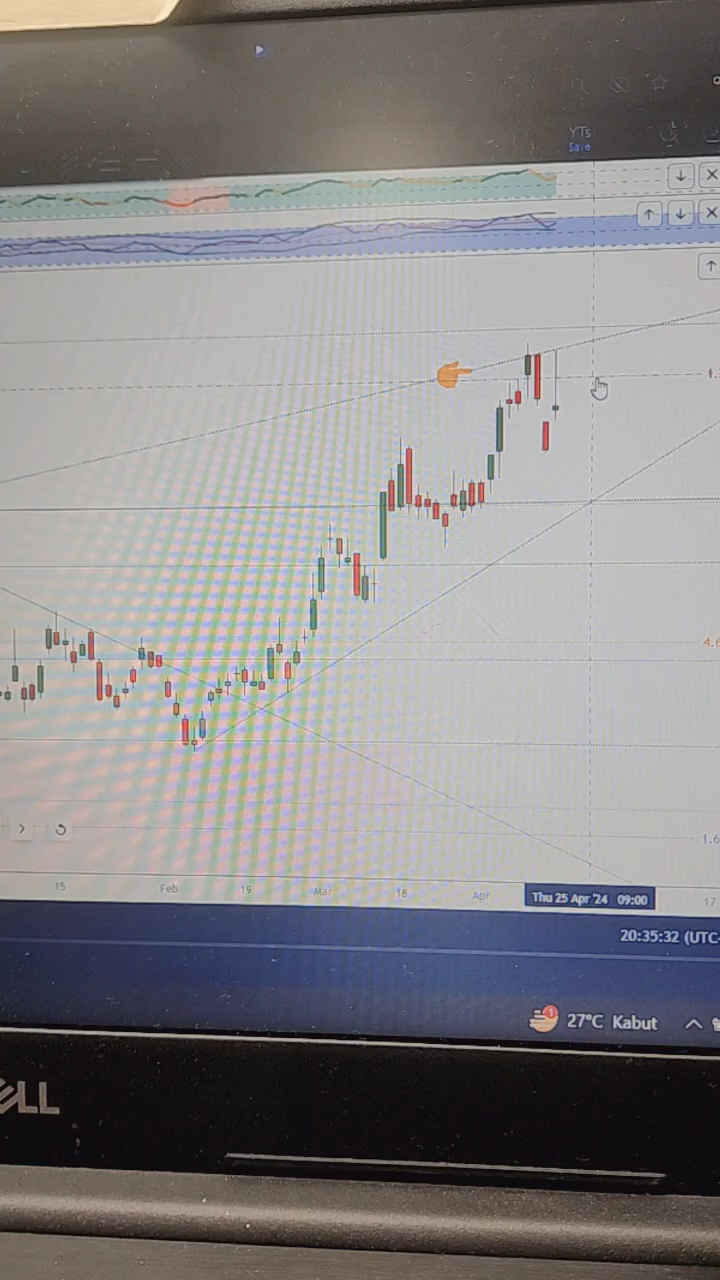 YTs
Save
4.6
1.6
15 Feb 19 Mar 18 Apr Thu 25 Apr '24 09:00 17
20:35:32 (UTC
1
27°C Kabut
ELL